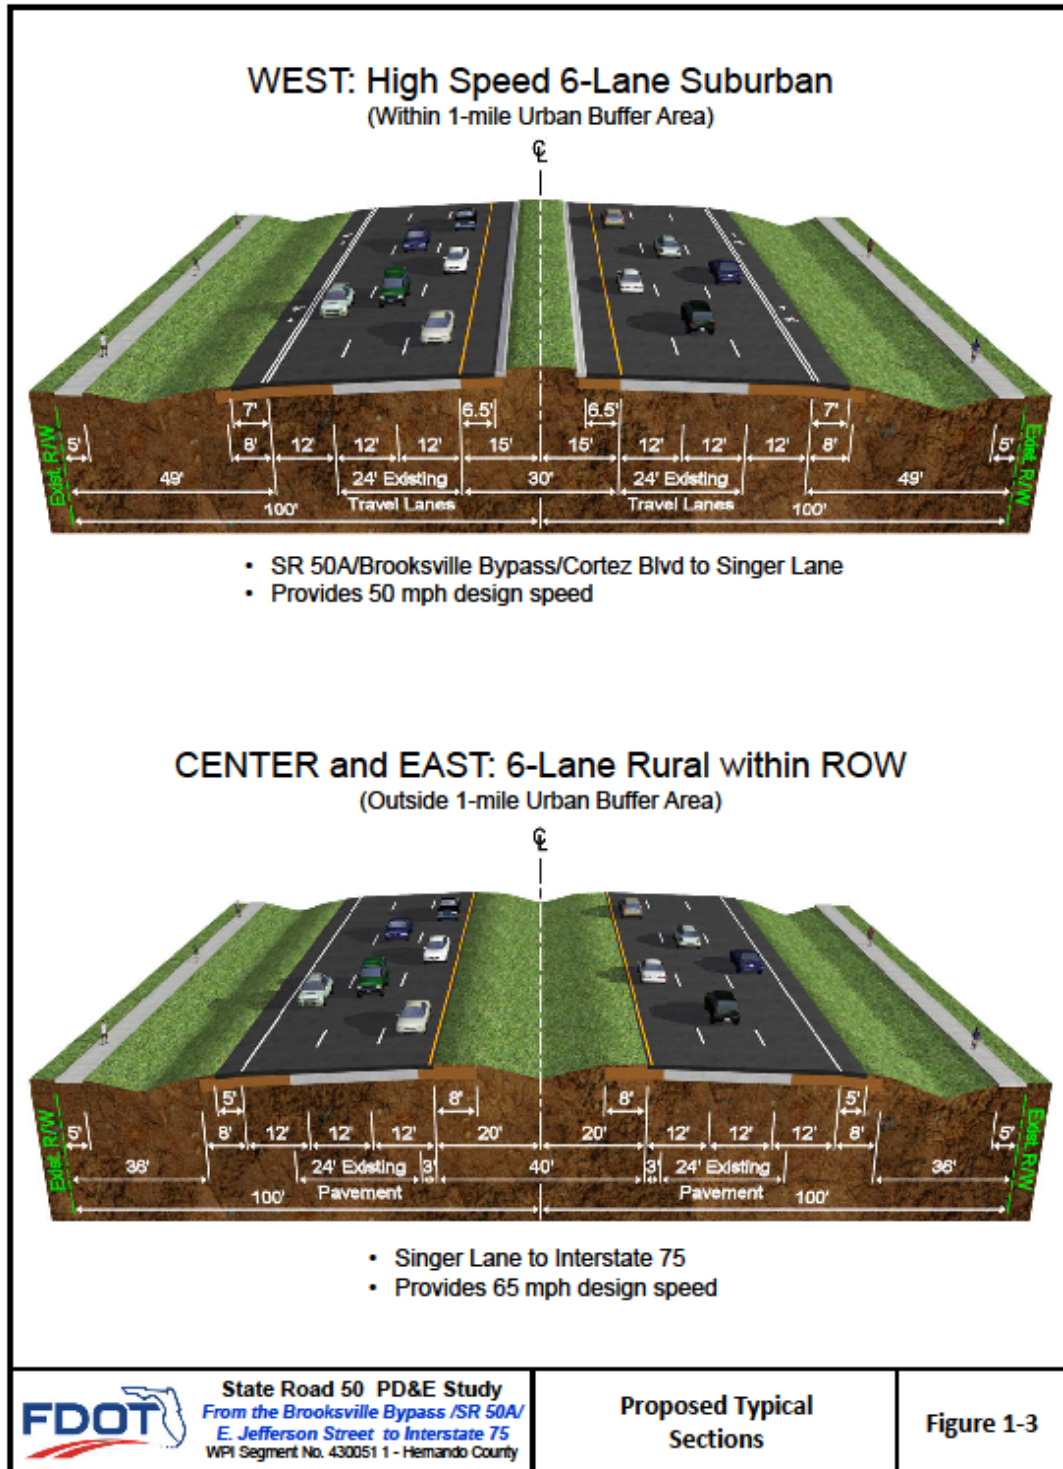 WEST: High Speed 6-Lane Suburban
(Within 1-mile Urban Buffer Area)
℄
7' 6.5' 6.5' 7'
5' 8' 12' 12' 12' 15' 15' 12' 12' 12' 8' 5'
49' 24' Existing 30' 24' Existing 49'
Travel Lanes Travel Lanes
100' 100'
Exist. R/W Exist. R/W
• SR 50A/Brooksville Bypass/Cortez Blvd to Singer Lane
• Provides 50 mph design speed
CENTER and EAST: 6-Lane Rural within ROW
(Outside 1-mile Urban Buffer Area)
℄
5' 8' 8' 5'
5' 8' 12' 12' 12' 20' 20' 12' 12' 12' 8' 5'
36' 24' Existing 3' 40' 3' 24' Existing 36'
Pavement Pavement
100' 100'
Exist. R/W Exist. R/W
• Singer Lane to Interstate 75
• Provides 65 mph design speed
FDOT
State Road 50 PD&E Study
From the Brooksville Bypass /SR 50A/
E. Jefferson Street to Interstate 75
WPI Segment No. 430051 1 - Hernando County
Proposed Typical
Sections
Figure 1-3